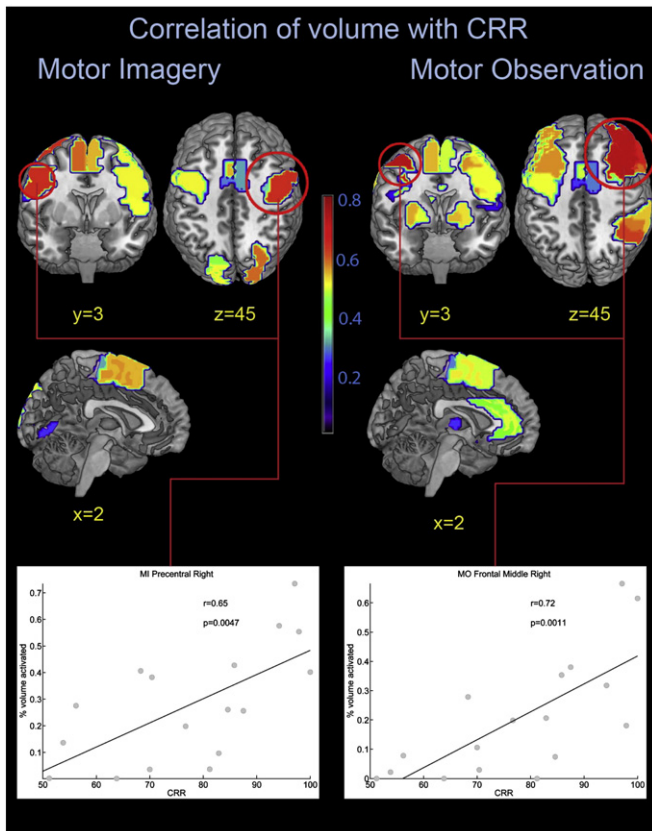 Correlation of volume with CRR
Motor Imagery
Motor Observation
0.8
0.6
0.4
0.2
y=3
z=45
y=3
z=45
x=2
x=2
MI Precentral Right
r=0.65
p=0.0047
% volume activated
0.7
0.6
0.5
0.4
0.3
0.2
0.1
0
50
60
70
80
90
100
CRR
MO Frontal Middle Right
r=0.72
p=0.0011
% volume activated
0.6
0.5
0.4
0.3
0.2
0.1
0
50
60
70
80
90
100
CRR